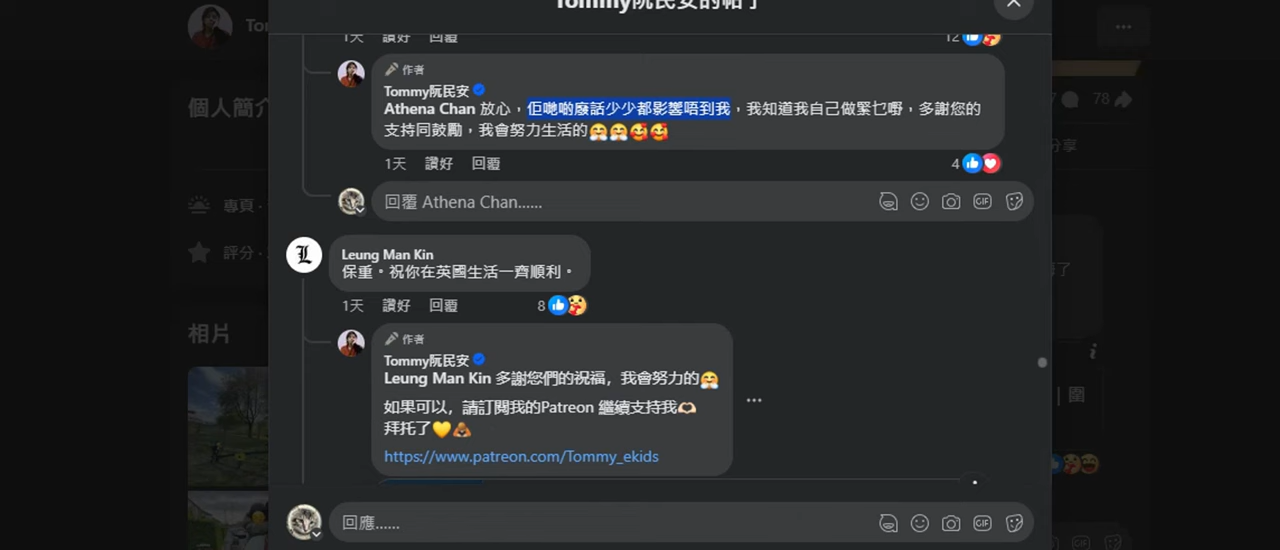 Tommy阮民安的帖子
Tom
1天 讚好 回覆 12
作者
Tommy阮民安
Athena Chan 放心，佢哋啲廢話少少都影響唔到我，我知道我自己做緊乜嘢，多謝您的
支持同鼓勵，我會努力生活的
1天 讚好 回覆 4
回覆 Athena Chan......
Leung Man Kin
保重。祝你在英國生活一齊順利。
1天 讚好 回覆 8
作者
Tommy阮民安
Leung Man Kin 多謝您們的祝福，我會努力的
如果可以，請訂閱我的Patreon 繼續支持我
拜托了
https://www.patreon.com/Tommy_ekids
回應......
個人簡介
專頁 ·
評分 ·
相片
78
分享
GIF
GIF